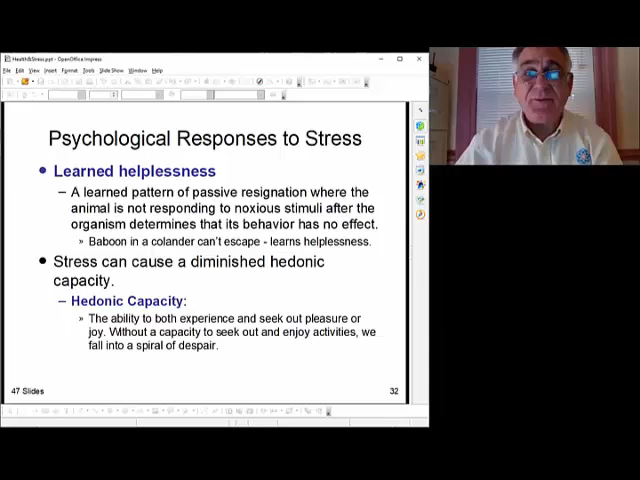 Health&Stress.ppt - OpenOffice Impress
File Edit View Insert Format Tools Slide Show Window Help
Psychological Responses to Stress
• Learned helplessness
– A learned pattern of passive resignation where the
animal is not responding to noxious stimuli after the
organism determines that its behavior has no effect.
» Baboon in a colander can't escape - learns helplessness.
• Stress can cause a diminished hedonic
capacity.
– Hedonic Capacity:
» The ability to both experience and seek out pleasure or
joy. Without a capacity to seek out and enjoy activities, we
fall into a spiral of despair.
47 Slides
32